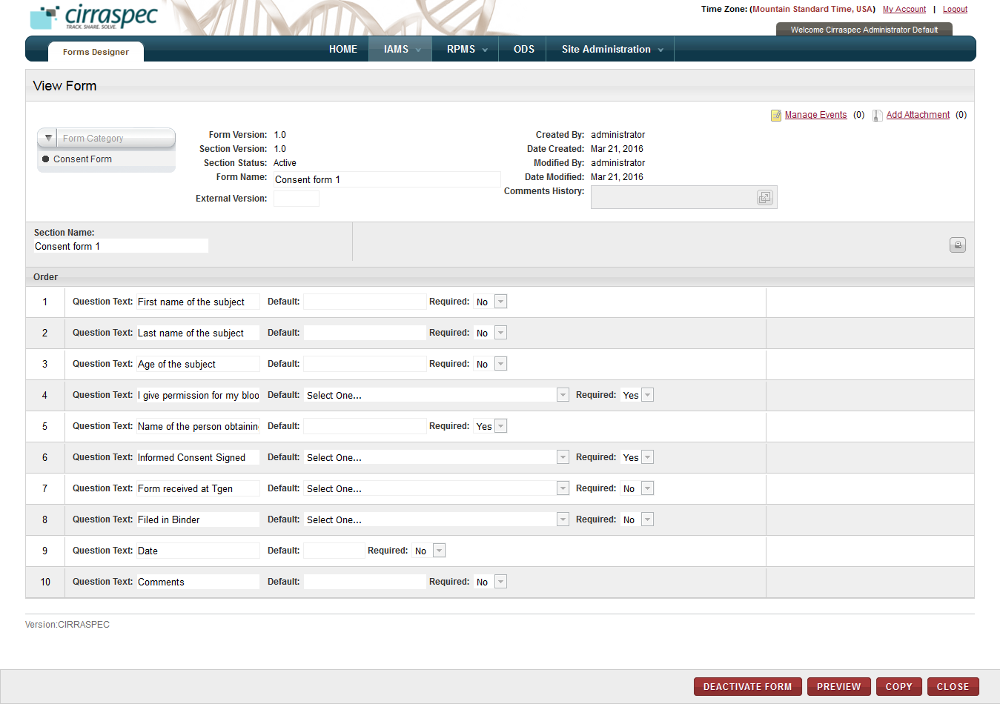 cirraspec
TRACK. SHARE. SOLVE.
Time Zone: (Mountain Standard Time, USA) My Account | Logout
Welcome Cirraspec Administrator Default
Forms Designer
HOME IAMS RPMS ODS Site Administration
View Form
Manage Events (0) Add Attachment (0)
Form Category
Consent Form
Form Version: 1.0
Section Version: 1.0
Section Status: Active
Form Name: Consent form 1
External Version:
Created By: administrator
Date Created: Mar 21, 2016
Modified By: administrator
Date Modified: Mar 21, 2016
Comments History:
Section Name:
Consent form 1
Order
1 Question Text: First name of the subject Default: Required: No
2 Question Text: Last name of the subject Default: Required: No
3 Question Text: Age of the subject Default: Required: No
4 Question Text: I give permission for my bloo Default: Select One... Required: Yes
5 Question Text: Name of the person obtainin Default: Required: Yes
6 Question Text: Informed Consent Signed Default: Select One... Required: Yes
7 Question Text: Form received at Tgen Default: Select One... Required: No
8 Question Text: Filed in Binder Default: Select One... Required: No
9 Question Text: Date Default: Required: No
10 Question Text: Comments Default: Required: No
Version:CIRRASPEC
DEACTIVATE FORM PREVIEW COPY CLOSE